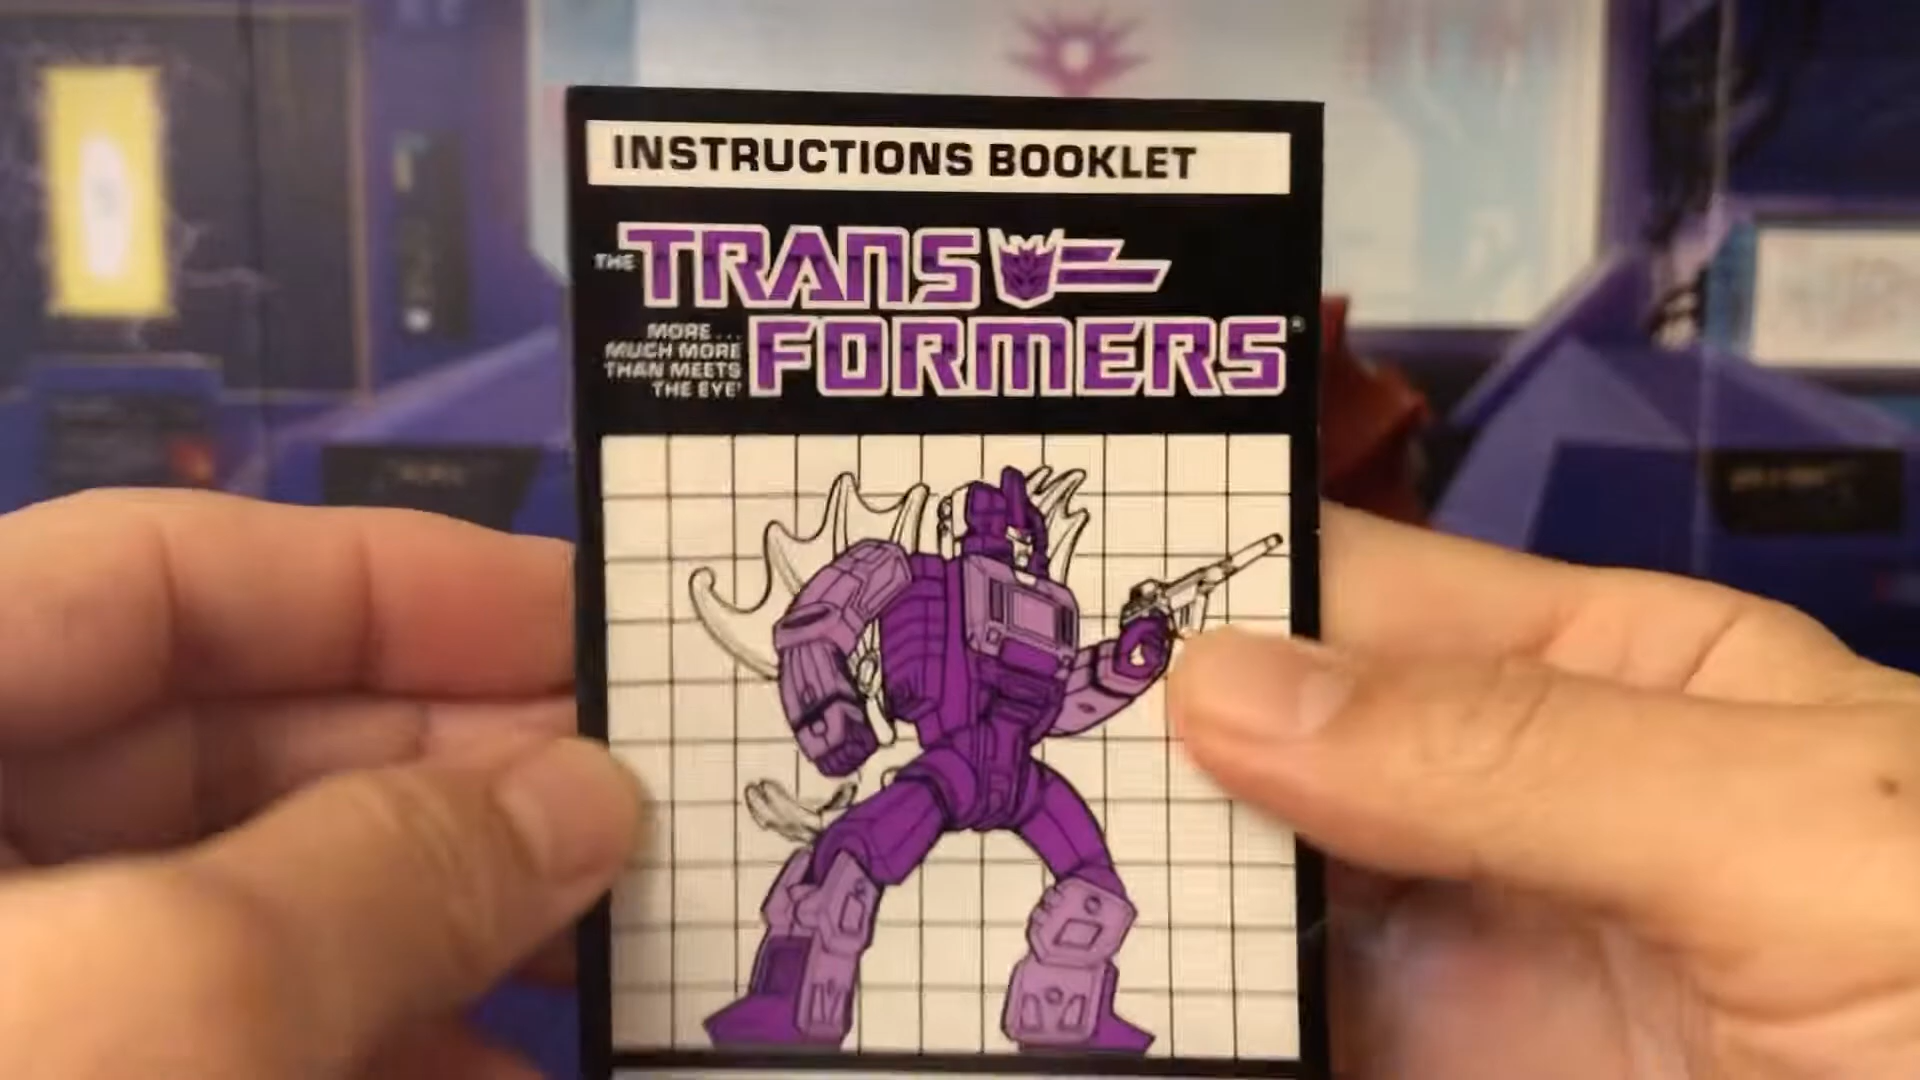 INSTRUCTIONS BOOKLET
THE TRANS
FORMERS
MORE...
MUCH MORE
THAN MEETS
THE EYE!